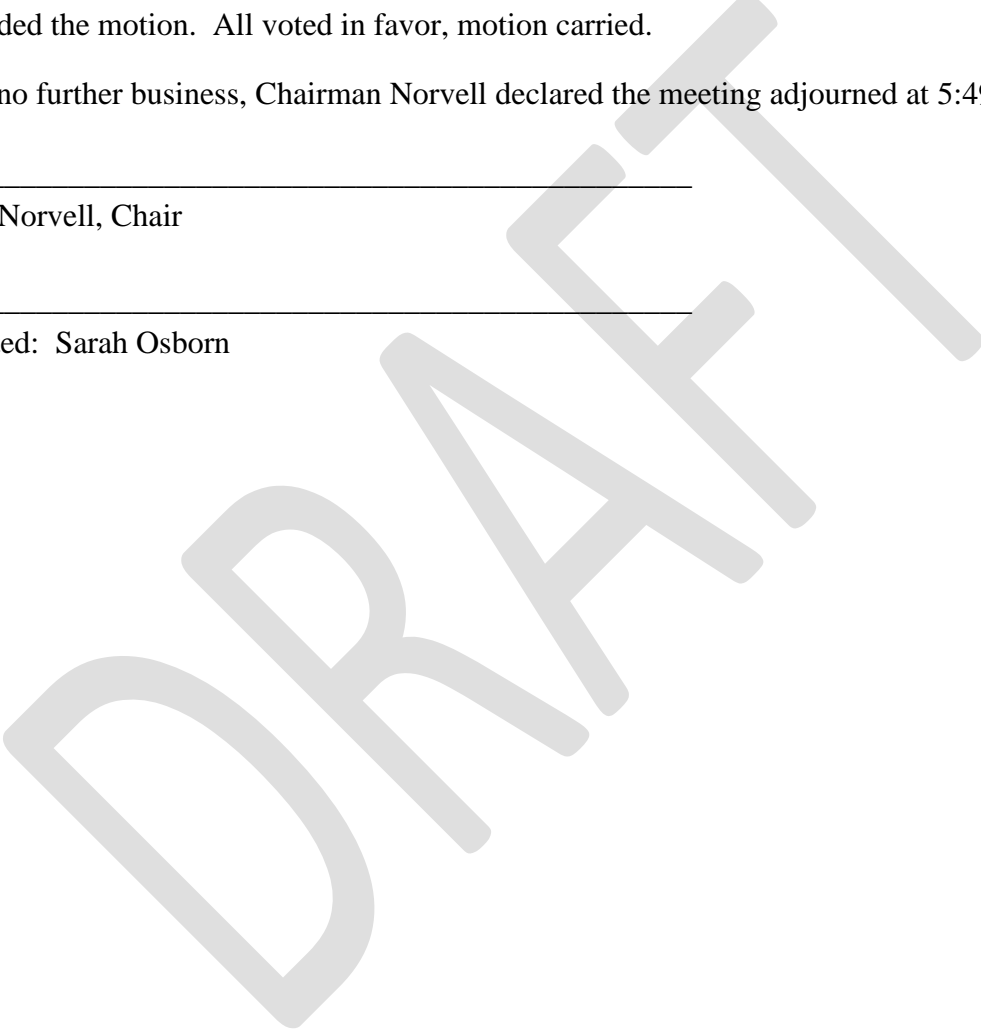 ded the motion.  All voted in favor, motion carried.
no further business, Chairman Norvell declared the meeting adjourned at 5:49
Norvell, Chair
ed:  Sarah Osborn
DRAFT